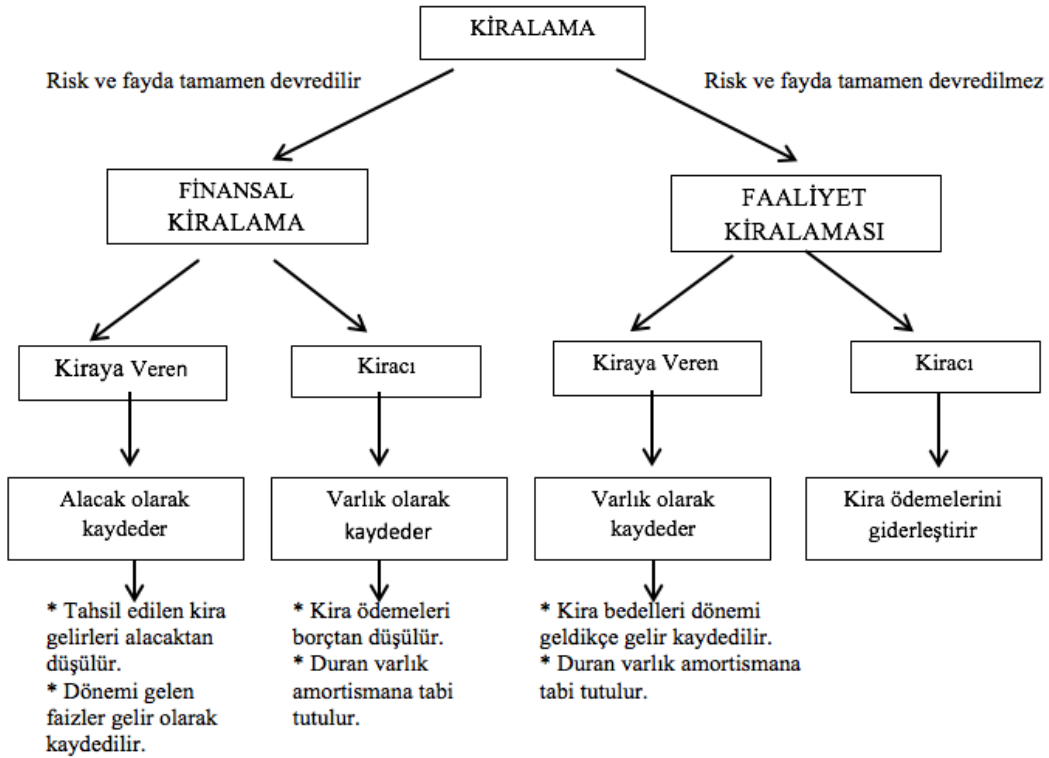 KİRALAMA
Risk ve fayda tamamen devredilir
Risk ve fayda tamamen devredilmez
FİNANSAL
KİRALAMA
FAALİYET
KİRALAMASI
Kiraya Veren
Kiracı
Kiraya Veren
Kiracı
Alacak olarak
kaydeder
Varlık olarak
kaydeder
Varlık olarak
kaydeder
Kira ödemelerini
giderleştirir
* Tahsil edilen kira
gelirleri alacaktan
düşülür.
* Dönemi gelen
faizler gelir olarak
kaydedilir.
* Kira ödemeleri
borçtan düşülür.
* Duran varlık
amortismana tabi
tutulur.
* Kira bedelleri dönemi
geldikçe gelir kaydedilir.
* Duran varlık amortismana
tabi tutulur.